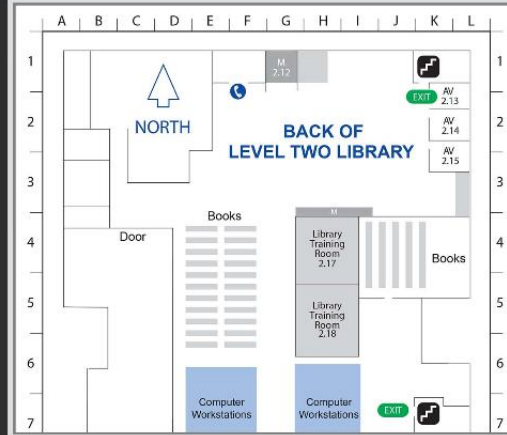 A B C D E F G H I J K L
1 1
M
2.12
EXIT
AV
2.13
2 2
NORTH
BACK OF
LEVEL TWO LIBRARY
AV
2.14
AV
2.15
3 3
M
Books
4 4
Door
Library
Training
Room
2.17
Books
5 5
Library
Training
Room
2.18
6 6
Computer
Workstations
Computer
Workstations
EXIT
7 7